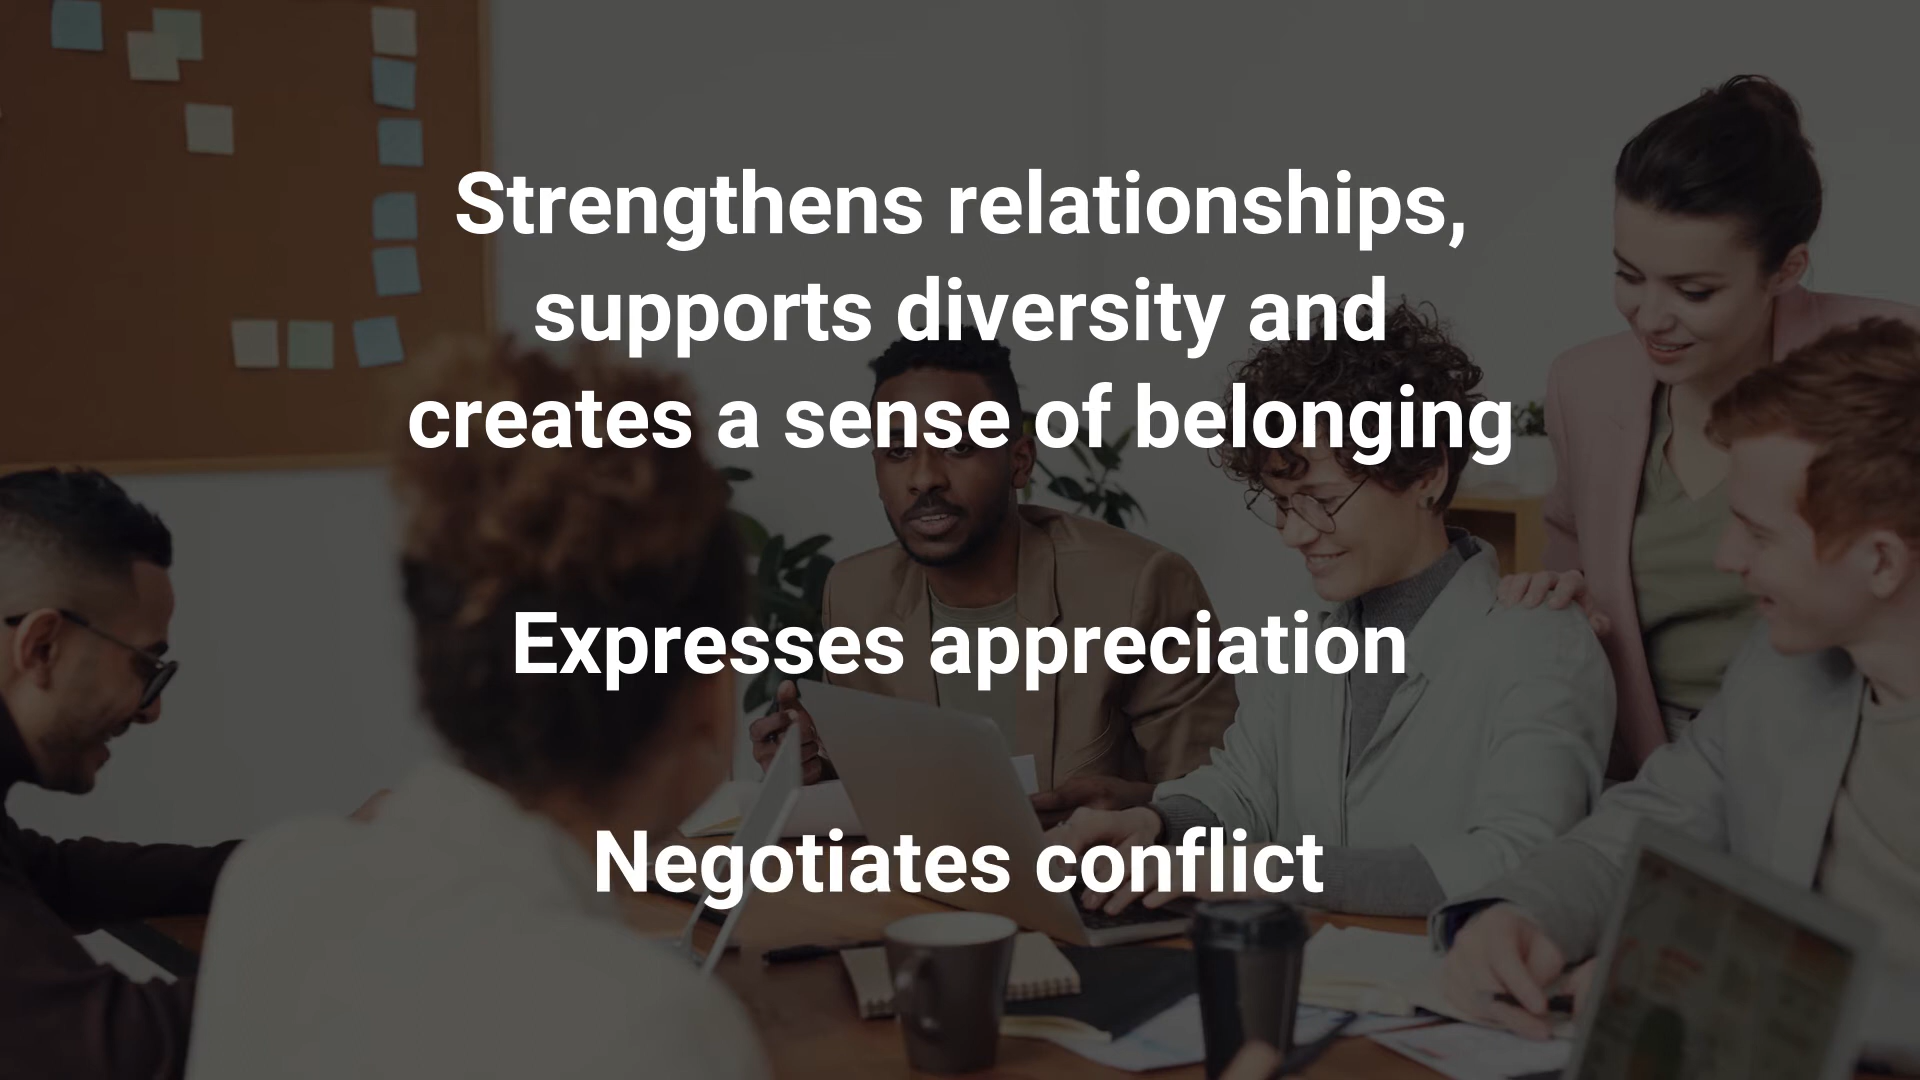 Strengthens relationships,
supports diversity and
creates a sense of belonging
Expresses appreciation
Negotiates conflict